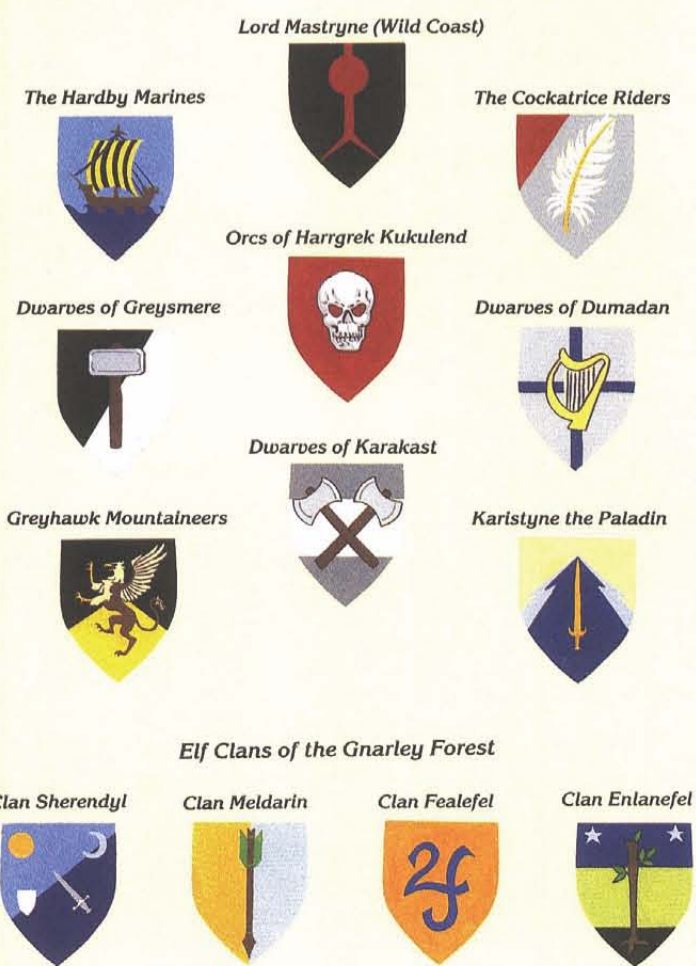 Lord Mastryne (Wild Coast)
The Hardby Marines
The Cockatrice Riders
Orcs of Harrgrek Kukulend
Dwarves of Greysmere
Dwarves of Dumadan
Dwarves of Karakast
Greyhawk Mountaineers
Karistyne the Paladin
Elf Clans of the Gnarley Forest
Clan Sherendyl
Clan Meldarin
Clan Fealefel
Clan Enlanefel